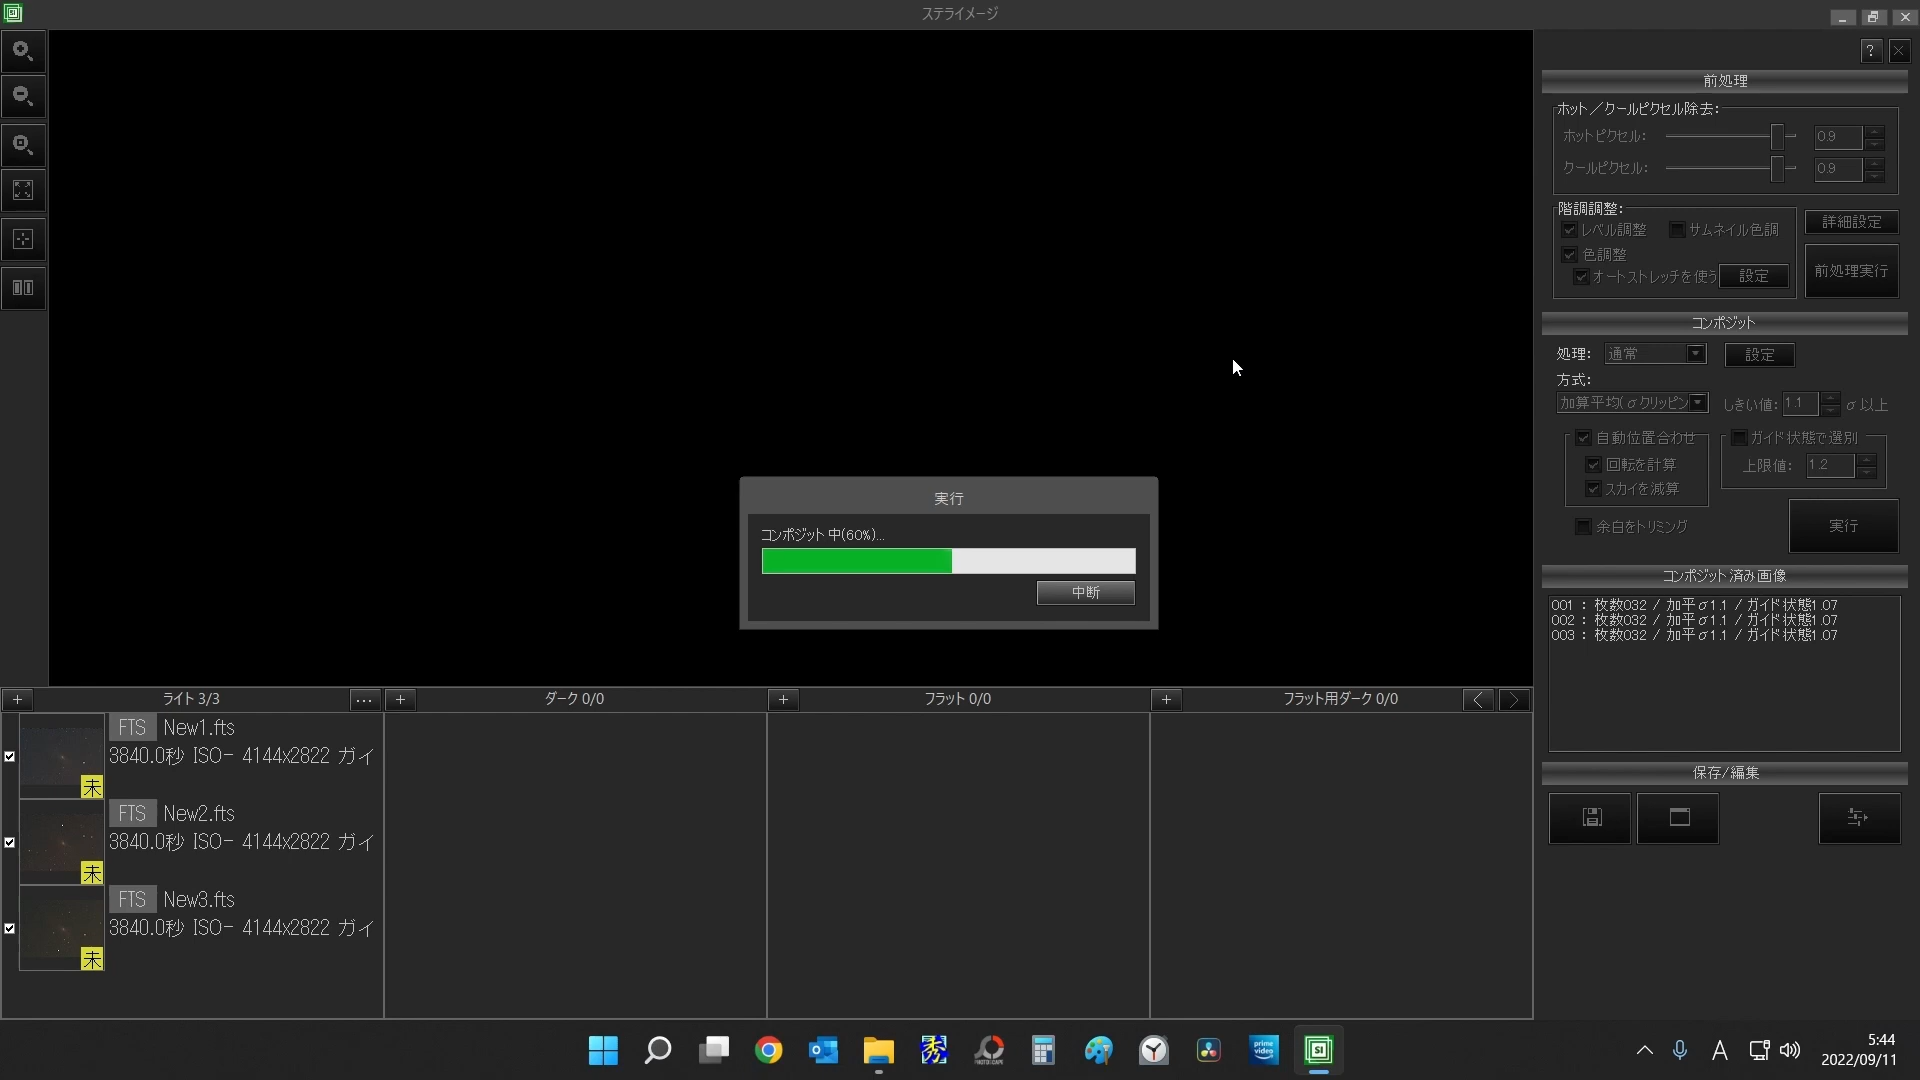 ステライメージ
?
前処理
ホット／クールピクセル除去:
ホットピクセル: 0.9
クールピクセル: 0.9
階調調整:
レベル調整 サムネイル色調
色調整
オートストレッチを使う 設定
詳細設定
前処理実行
コンポジット
処理: 通常 設定
方式:
加算平均(σクリッピン しきい値: 1.1 σ以上
自動位置合わせ
回転を計算
スカイを減算
ガイド状態で選別
上限値: 1.2
余白をトリミング
実行
実行
コンポジット 中(60%)...
中断
コンポジット済み画像
001 : 枚数032 / 加平σ1.1 / ガイド状態1.07
002 : 枚数032 / 加平σ1.1 / ガイド状態1.07
003 : 枚数032 / 加平σ1.1 / ガイド状態1.07
保存/編集
+ ライト 3/3 ...
+ ダーク 0/0
+ フラット 0/0
+ フラット用ダーク 0/0
FTS New1.fts
3840.0秒 ISO- 4144x2822 ガイ
未
FTS New2.fts
3840.0秒 ISO- 4144x2822 ガイ
未
FTS New3.fts
3840.0秒 ISO- 4144x2822 ガイ
未
秀
prime video
SI
A
5:44
2022/09/11